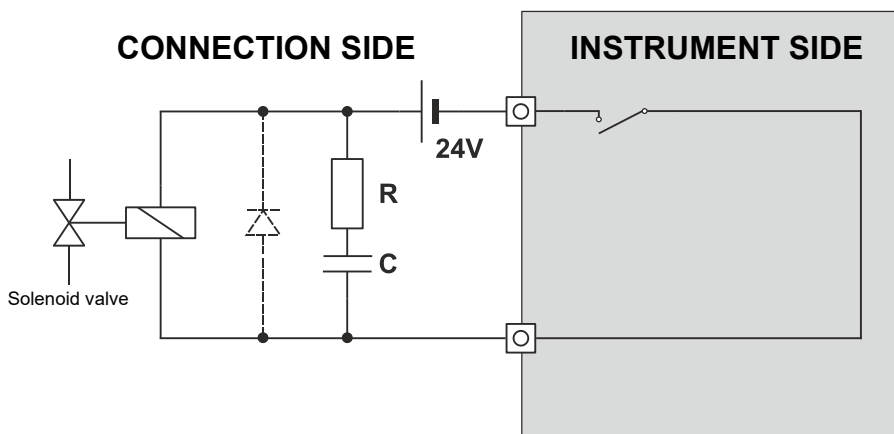 CONNECTION SIDE
INSTRUMENT SIDE
24V
R
C
Solenoid valve